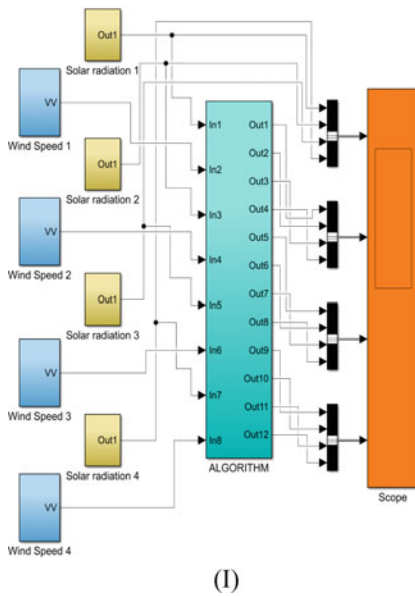 Out1
Solar radiation 1
VV
Wind Speed 1
Out1
Solar radiation 2
VV
Wind Speed 2
Out1
Solar radiation 3
VV
Wind Speed 3
Out1
Solar radiation 4
VV
Wind Speed 4
In1
In2
In3
In4
In5
In6
In7
In8
Out1
Out2
Out3
Out4
Out5
Out6
Out7
Out8
Out9
Out10
Out11
Out12
ALGORITHM
Scope
(I)